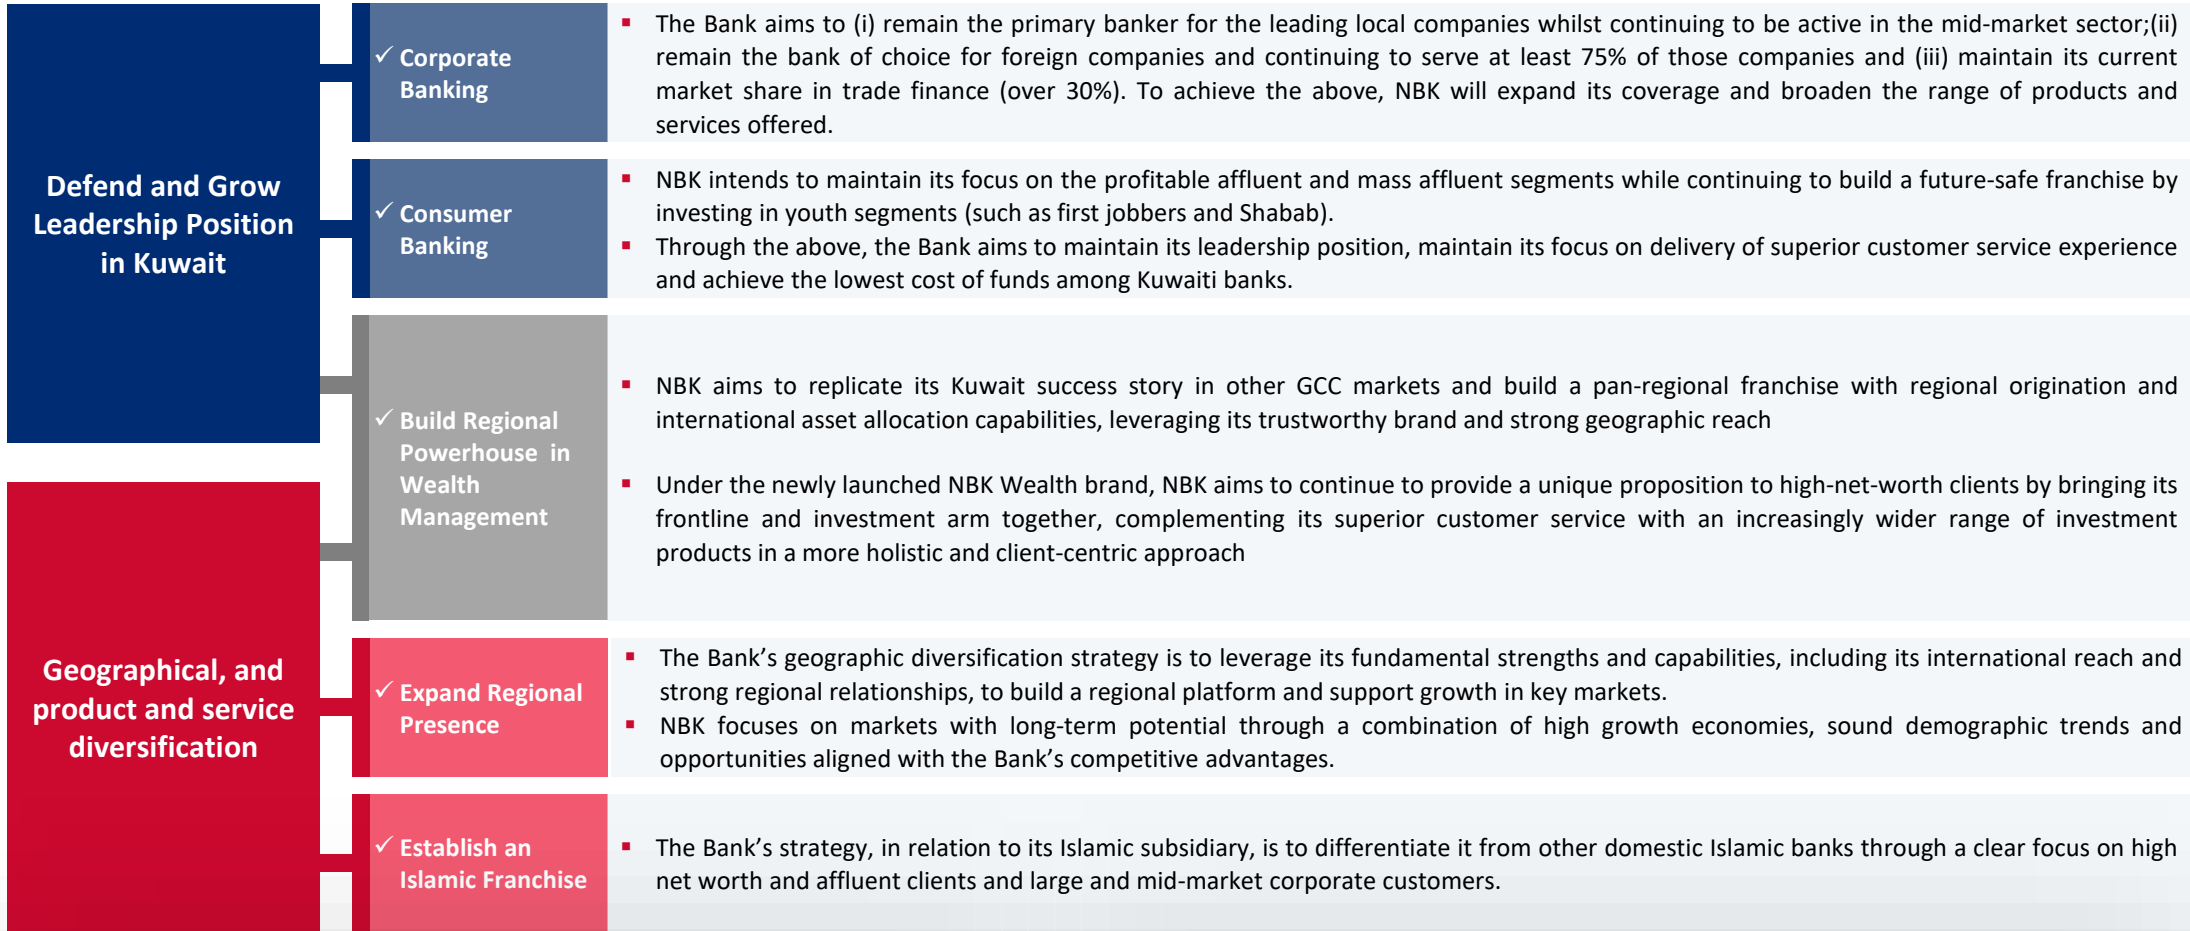 Defend and Grow
Leadership Position
in Kuwait
✓ Corporate
Banking
▪ The Bank aims to (i) remain the primary banker for the leading local companies whilst continuing to be active in the mid-market sector;(ii)
remain the bank of choice for foreign companies and continuing to serve at least 75% of those companies and (iii) maintain its current
market share in trade finance (over 30%). To achieve the above, NBK will expand its coverage and broaden the range of products and
services offered.
✓ Consumer
Banking
▪ NBK intends to maintain its focus on the profitable affluent and mass affluent segments while continuing to build a future-safe franchise by
investing in youth segments (such as first jobbers and Shabab).
▪ Through the above, the Bank aims to maintain its leadership position, maintain its focus on delivery of superior customer service experience
and achieve the lowest cost of funds among Kuwaiti banks.
✓ Build Regional
Powerhouse in
Wealth
Management
▪ NBK aims to replicate its Kuwait success story in other GCC markets and build a pan-regional franchise with regional origination and
international asset allocation capabilities, leveraging its trustworthy brand and strong geographic reach
▪ Under the newly launched NBK Wealth brand, NBK aims to continue to provide a unique proposition to high-net-worth clients by bringing its
frontline and investment arm together, complementing its superior customer service with an increasingly wider range of investment
products in a more holistic and client-centric approach
Geographical, and
product and service
diversification
✓ Expand Regional
Presence
▪ The Bank’s geographic diversification strategy is to leverage its fundamental strengths and capabilities, including its international reach and
strong regional relationships, to build a regional platform and support growth in key markets.
▪ NBK focuses on markets with long-term potential through a combination of high growth economies, sound demographic trends and
opportunities aligned with the Bank’s competitive advantages.
✓ Establish an
Islamic Franchise
▪ The Bank’s strategy, in relation to its Islamic subsidiary, is to differentiate it from other domestic Islamic banks through a clear focus on high
net worth and affluent clients and large and mid-market corporate customers.